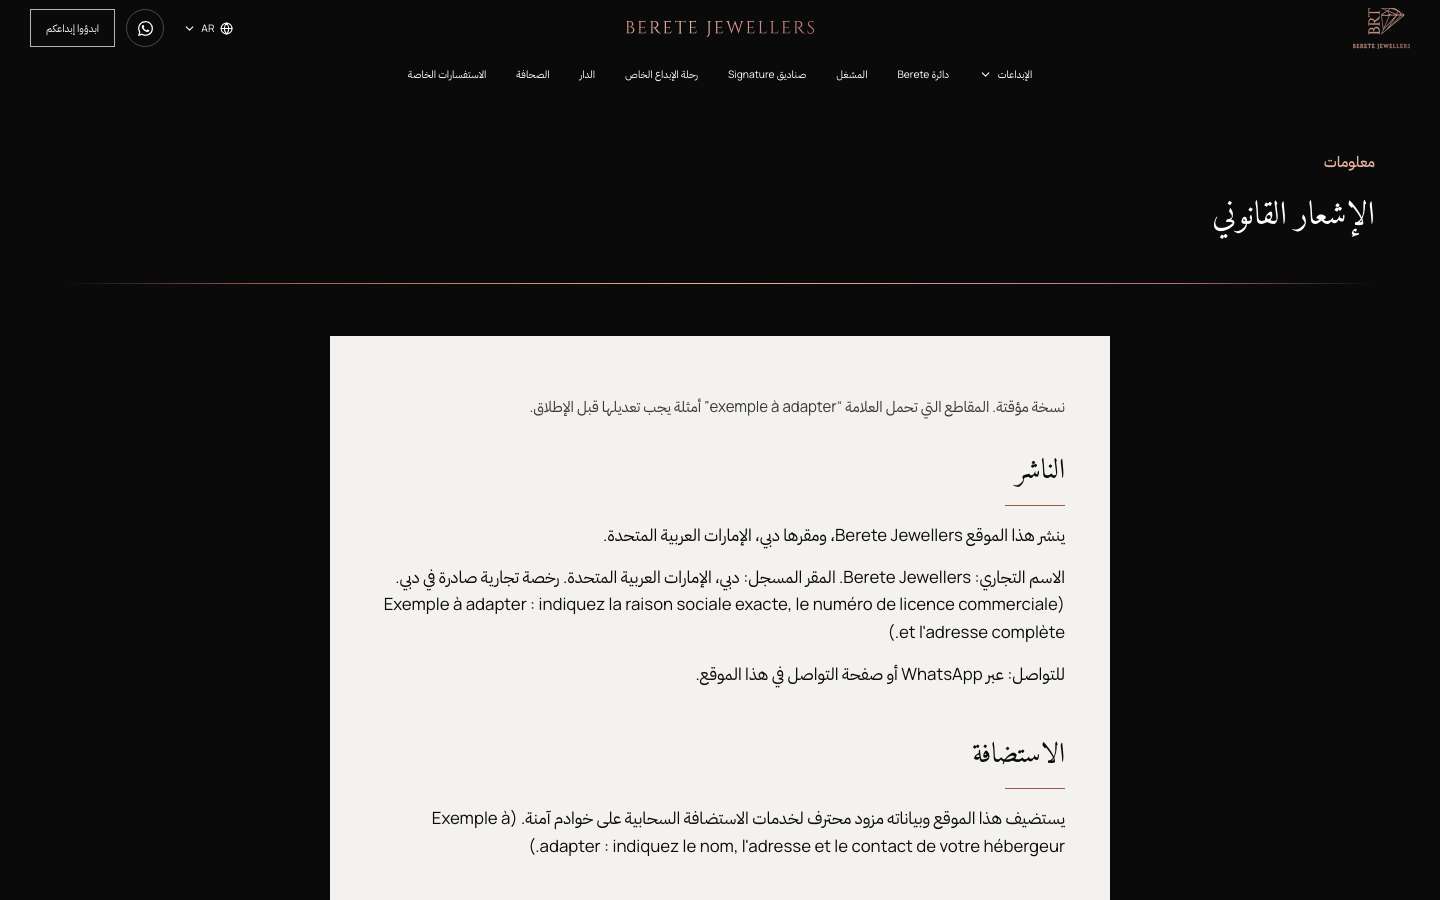 BRT
BERETE JEWELLERS
BERETE JEWELLERS
AR
ابدؤوا إبداعكم
الإبداعات
دائرة Berete
المشغل
صناديق Signature
رحلة الإبداع الخاص
الدار
الصحافة
الاستفسارات الخاصة
معلومات
الإشعار القانوني
نسخة مؤقتة. المقاطع التي تحمل العلامة "exemple à adapter" أمثلة يجب تعديلها قبل الإطلاق.
الناشر
ينشر هذا الموقع Berete Jewellers، ومقرها دبي، الإمارات العربية المتحدة.
الاسم التجاري: Berete Jewellers. المقر المسجل: دبي، الإمارات العربية المتحدة. رخصة تجارية صادرة في دبي.
(Exemple à adapter : indiquez la raison sociale exacte, le numéro de licence commerciale
et l'adresse complète.)
للتواصل: عبر WhatsApp أو صفحة التواصل في هذا الموقع.
الاستضافة
يستضيف هذا الموقع وبياناته مزود محترف لخدمات الاستضافة السحابية على خوادم آمنة. (Exemple à
adapter : indiquez le nom, l'adresse et le contact de votre hébergeur.)